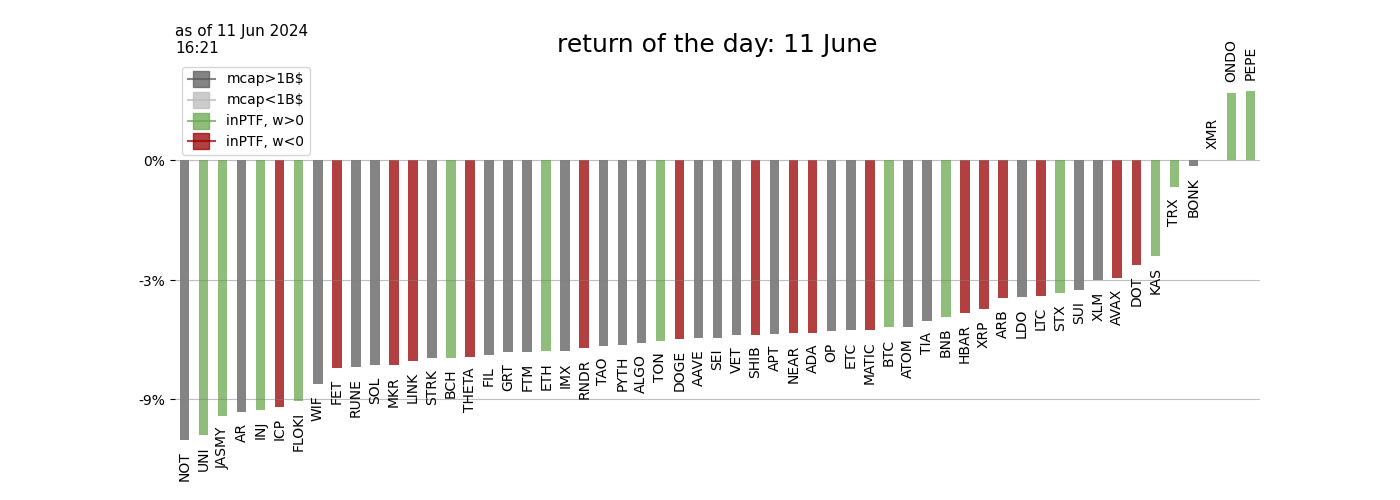 as of 11 Jun 2024
16:21
return of the day: 11 June
mcap>1B$
mcap<1B$
inPTF, w>0
inPTF, w<0
0%
-3%
-9%
NOT
UNI
JASMY
AR
INJ
ICP
FLOKI
WIF
FET
RUNE
SOL
MKR
LINK
STRK
BCH
THETA
FIL
GRT
FTM
ETH
IMX
RNDR
TAO
PYTH
ALGO
TON
DOGE
AAVE
SEI
VET
SHIB
APT
NEAR
ADA
OP
ETC
MATIC
BTC
ATOM
TIA
BNB
HBAR
XRP
ARB
LDO
LTC
STX
SUI
XLM
AVAX
DOT
KAS
TRX
BONK
XMR
ONDO
PEPE